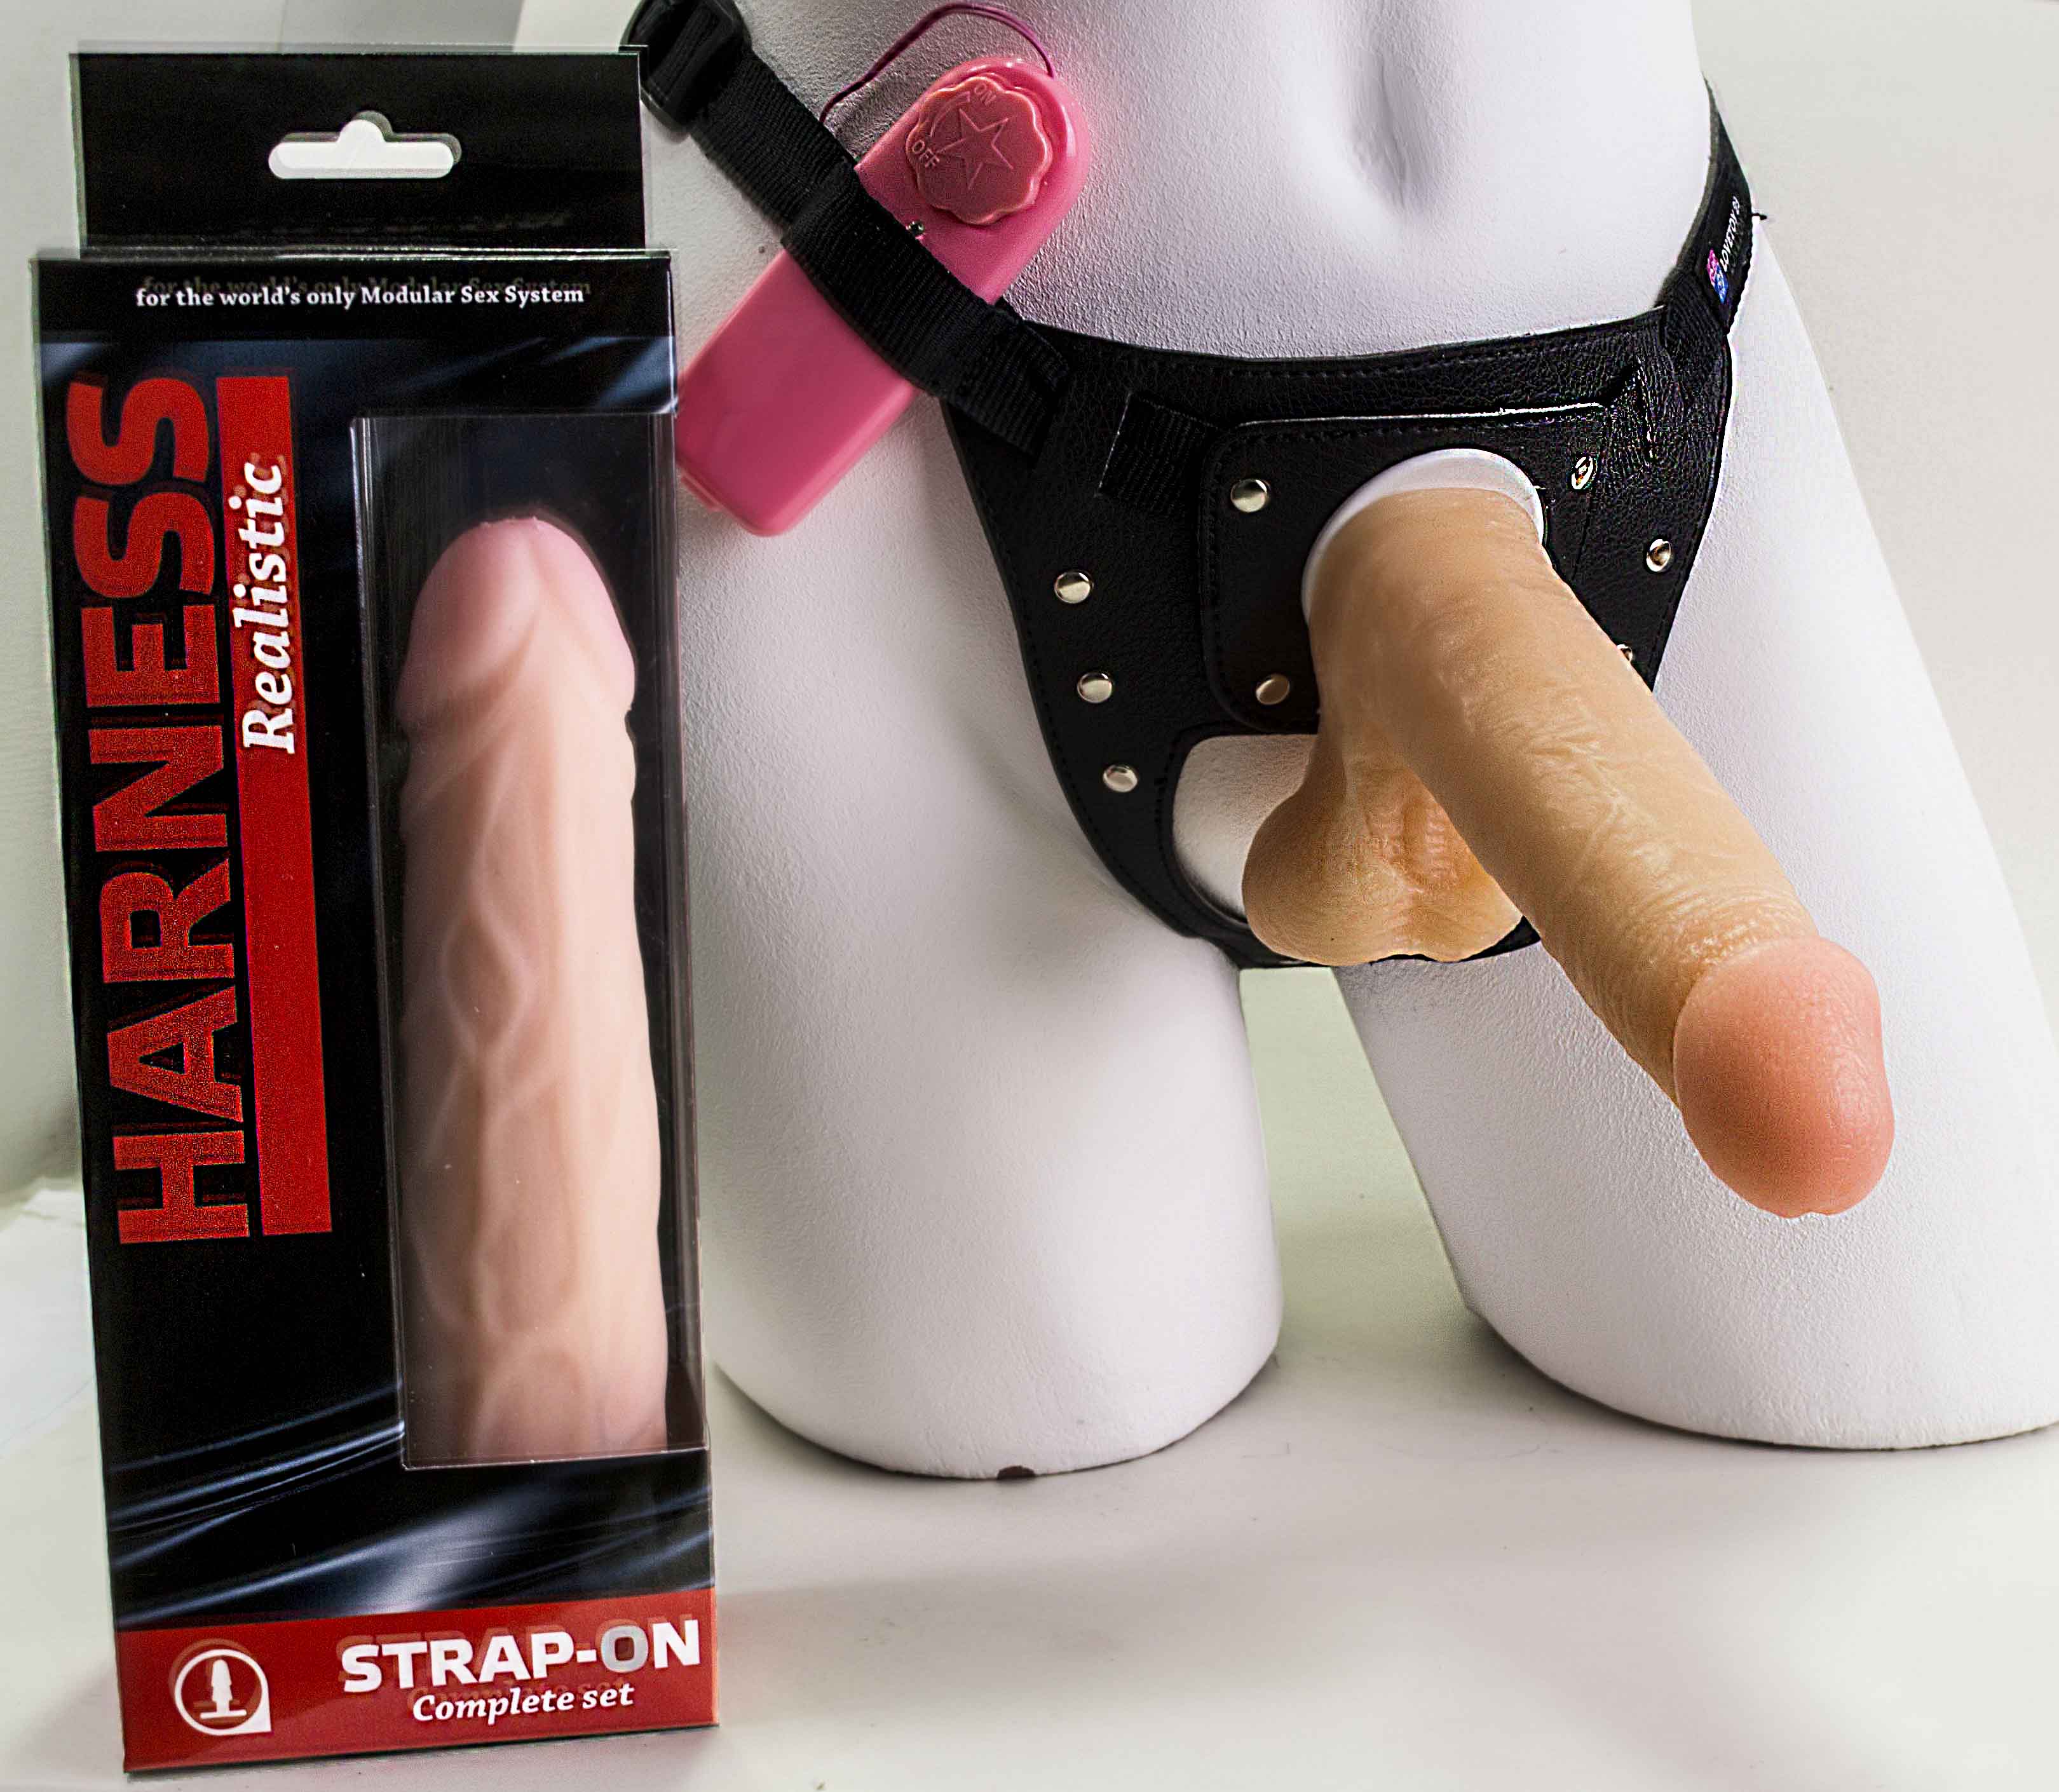 for the world's only Modular Sex System
HARNESS
Realistic
STRAP-ON
Complete set
ON
OFF